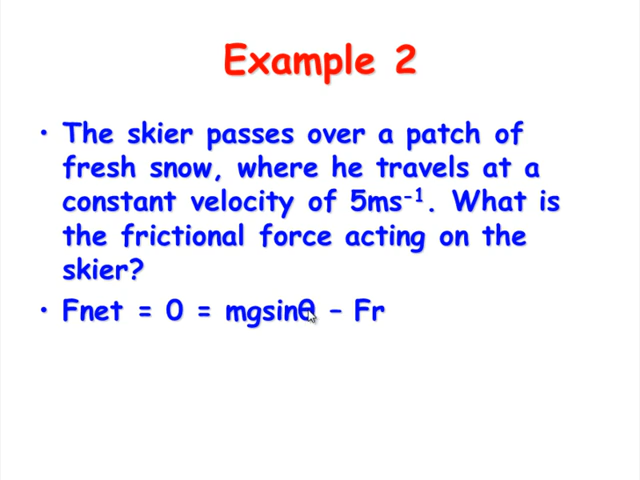 Example 2
• The skier passes over a patch of
fresh snow, where he travels at a
constant velocity of 5ms⁻¹. What is
the frictional force acting on the
skier?
• Fnet = 0 = mgsinθ – Fr